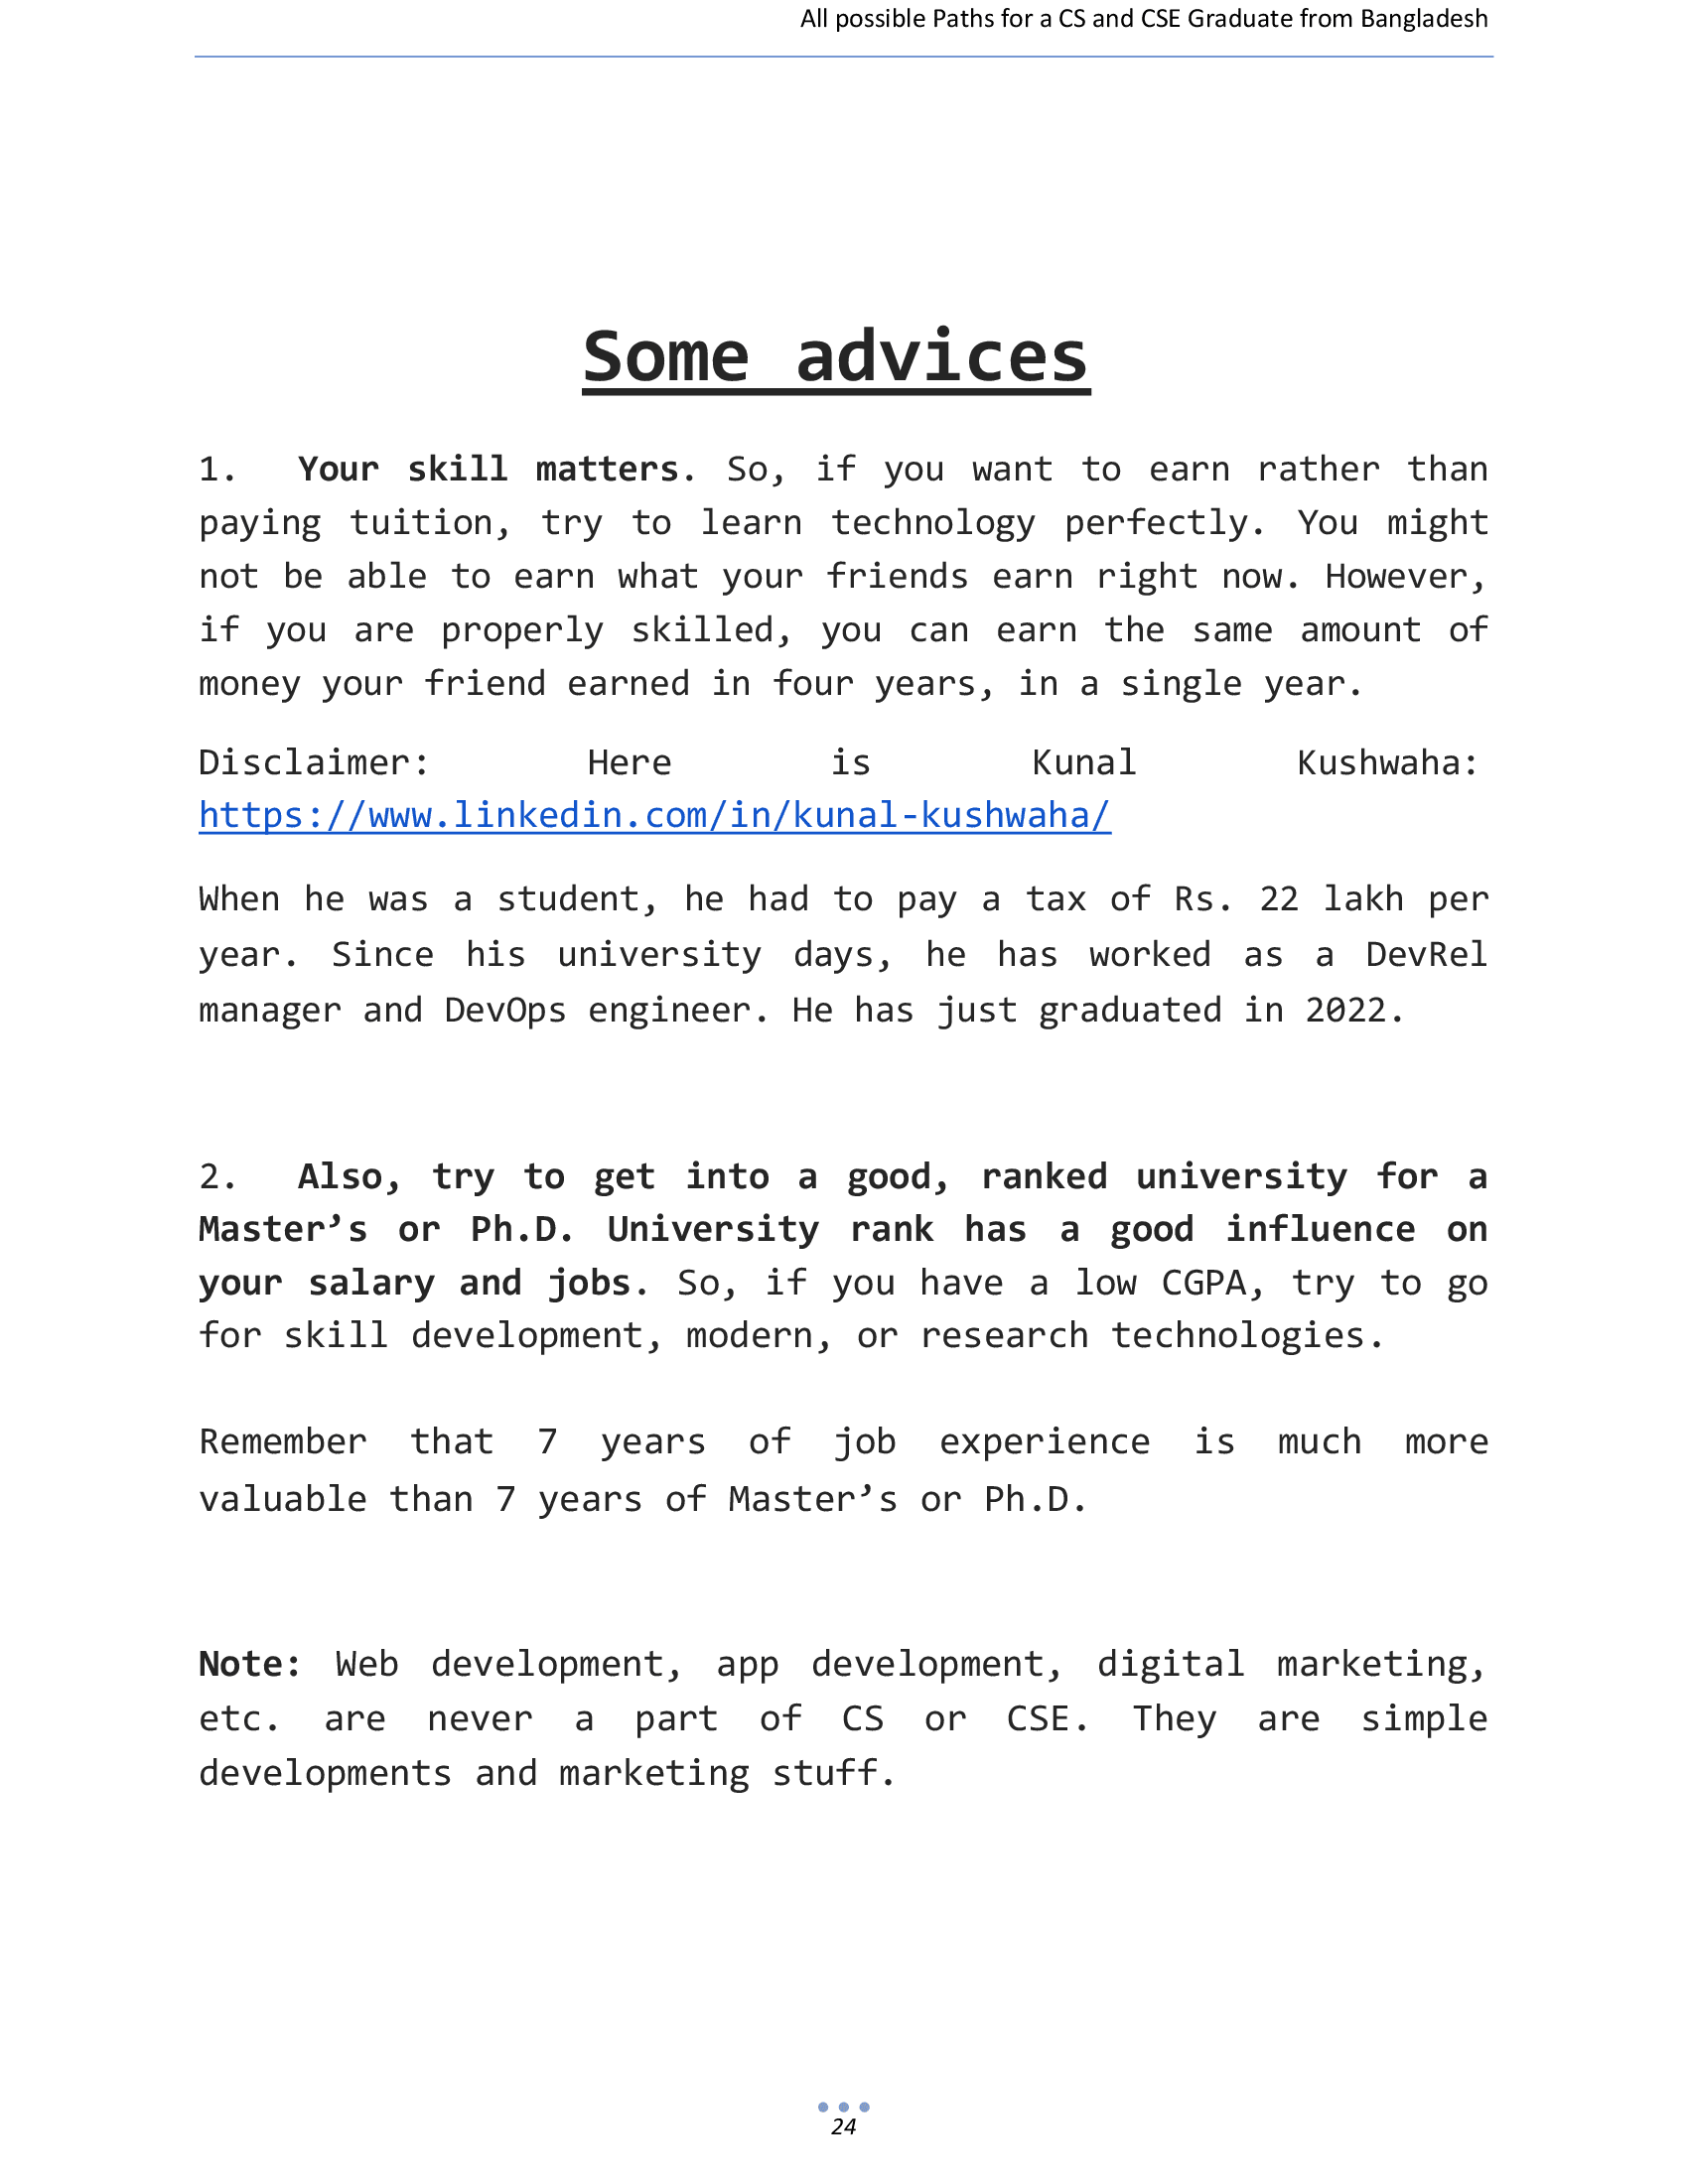 All possible Paths for a CS and CSE Graduate from Bangladesh
Some advices
1. Your skill matters. So, if you want to earn rather than
paying tuition, try to learn technology perfectly. You might
not be able to earn what your friends earn right now. However,
if you are properly skilled, you can earn the same amount of
money your friend earned in four years, in a single year.
Disclaimer: Here is Kunal Kushwaha:
https://www.linkedin.com/in/kunal-kushwaha/
When he was a student, he had to pay a tax of Rs. 22 lakh per
year. Since his university days, he has worked as a DevRel
manager and DevOps engineer. He has just graduated in 2022.
2. Also, try to get into a good, ranked university for a
Master’s or Ph.D. University rank has a good influence on
your salary and jobs. So, if you have a low CGPA, try to go
for skill development, modern, or research technologies.
Remember that 7 years of job experience is much more
valuable than 7 years of Master’s or Ph.D.
Note: Web development, app development, digital marketing,
etc. are never a part of CS or CSE. They are simple
developments and marketing stuff.
24